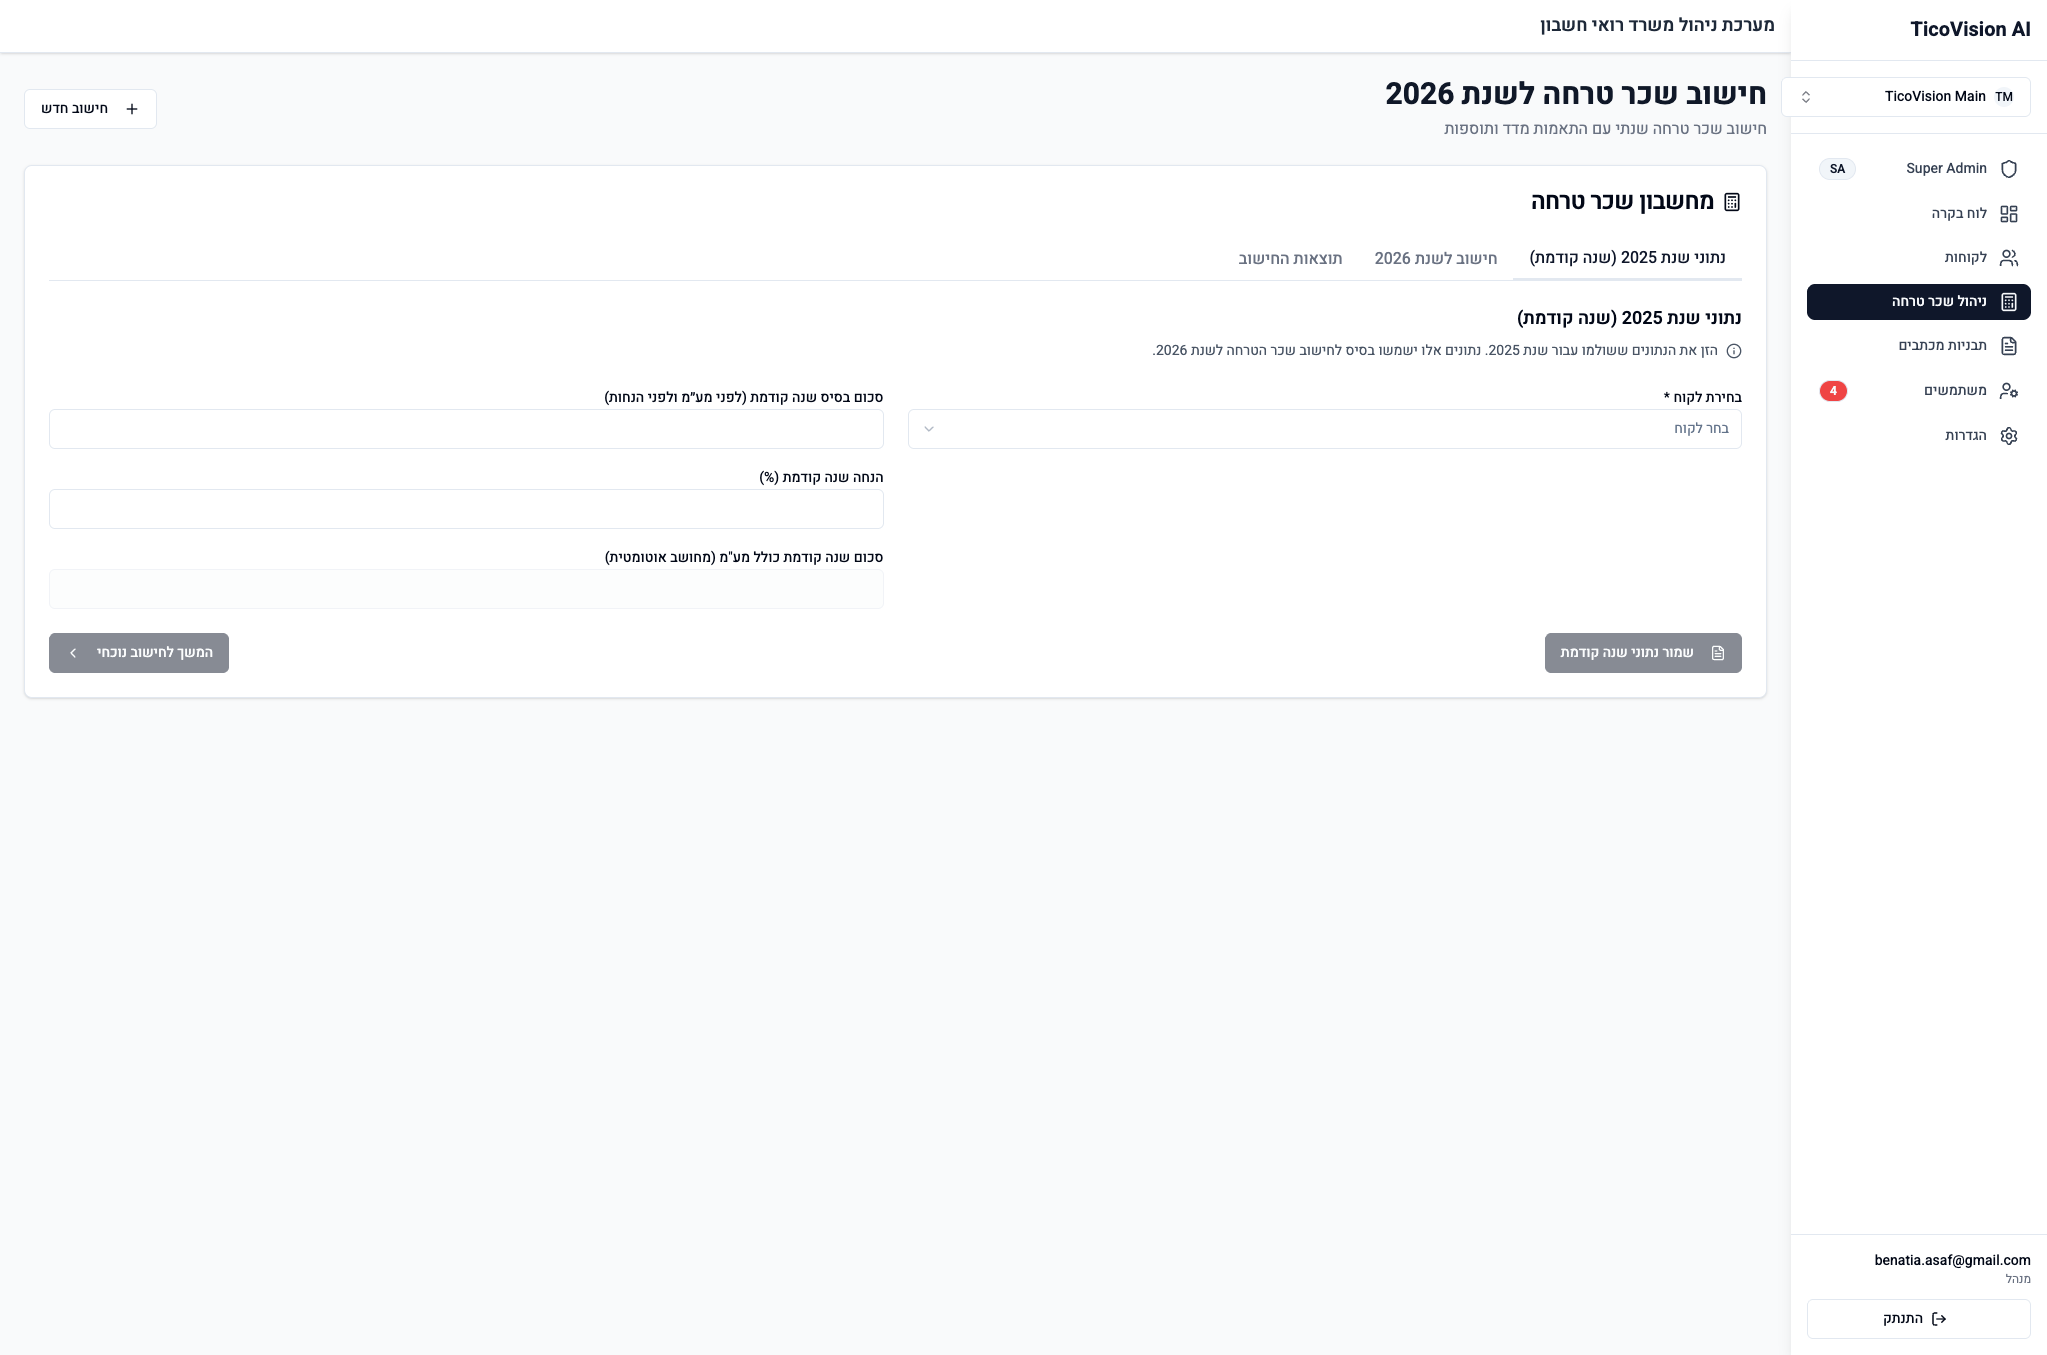 TicoVision AI
TM TicoVision Main
Super Admin SA
לוח בקרה
לקוחות
ניהול שכר טרחה
תבניות מכתבים
משתמשים 4
הגדרות
benatia.asaf@gmail.com
מנהל
התנתק
מערכת ניהול משרד רואי חשבון
חישוב שכר טרחה לשנת 2026
חישוב שכר טרחה שנתי עם התאמות מדד ותוספות
חישוב חדש
מחשבון שכר טרחה
נתוני שנת 2025 (שנה קודמת)
חישוב לשנת 2026
תוצאות החישוב
נתוני שנת 2025 (שנה קודמת)
הזן את הנתונים ששולמו עבור שנת 2025. נתונים אלו ישמשו בסיס לחישוב שכר הטרחה לשנת 2026.
בחירת לקוח *
בחר לקוח
סכום בסיס שנה קודמת (לפני מע״מ ולפני הנחות)
הנחה שנה קודמת (%)
סכום שנה קודמת כולל מע"מ (מחושב אוטומטית)
שמור נתוני שנה קודמת
המשך לחישוב נוכחי